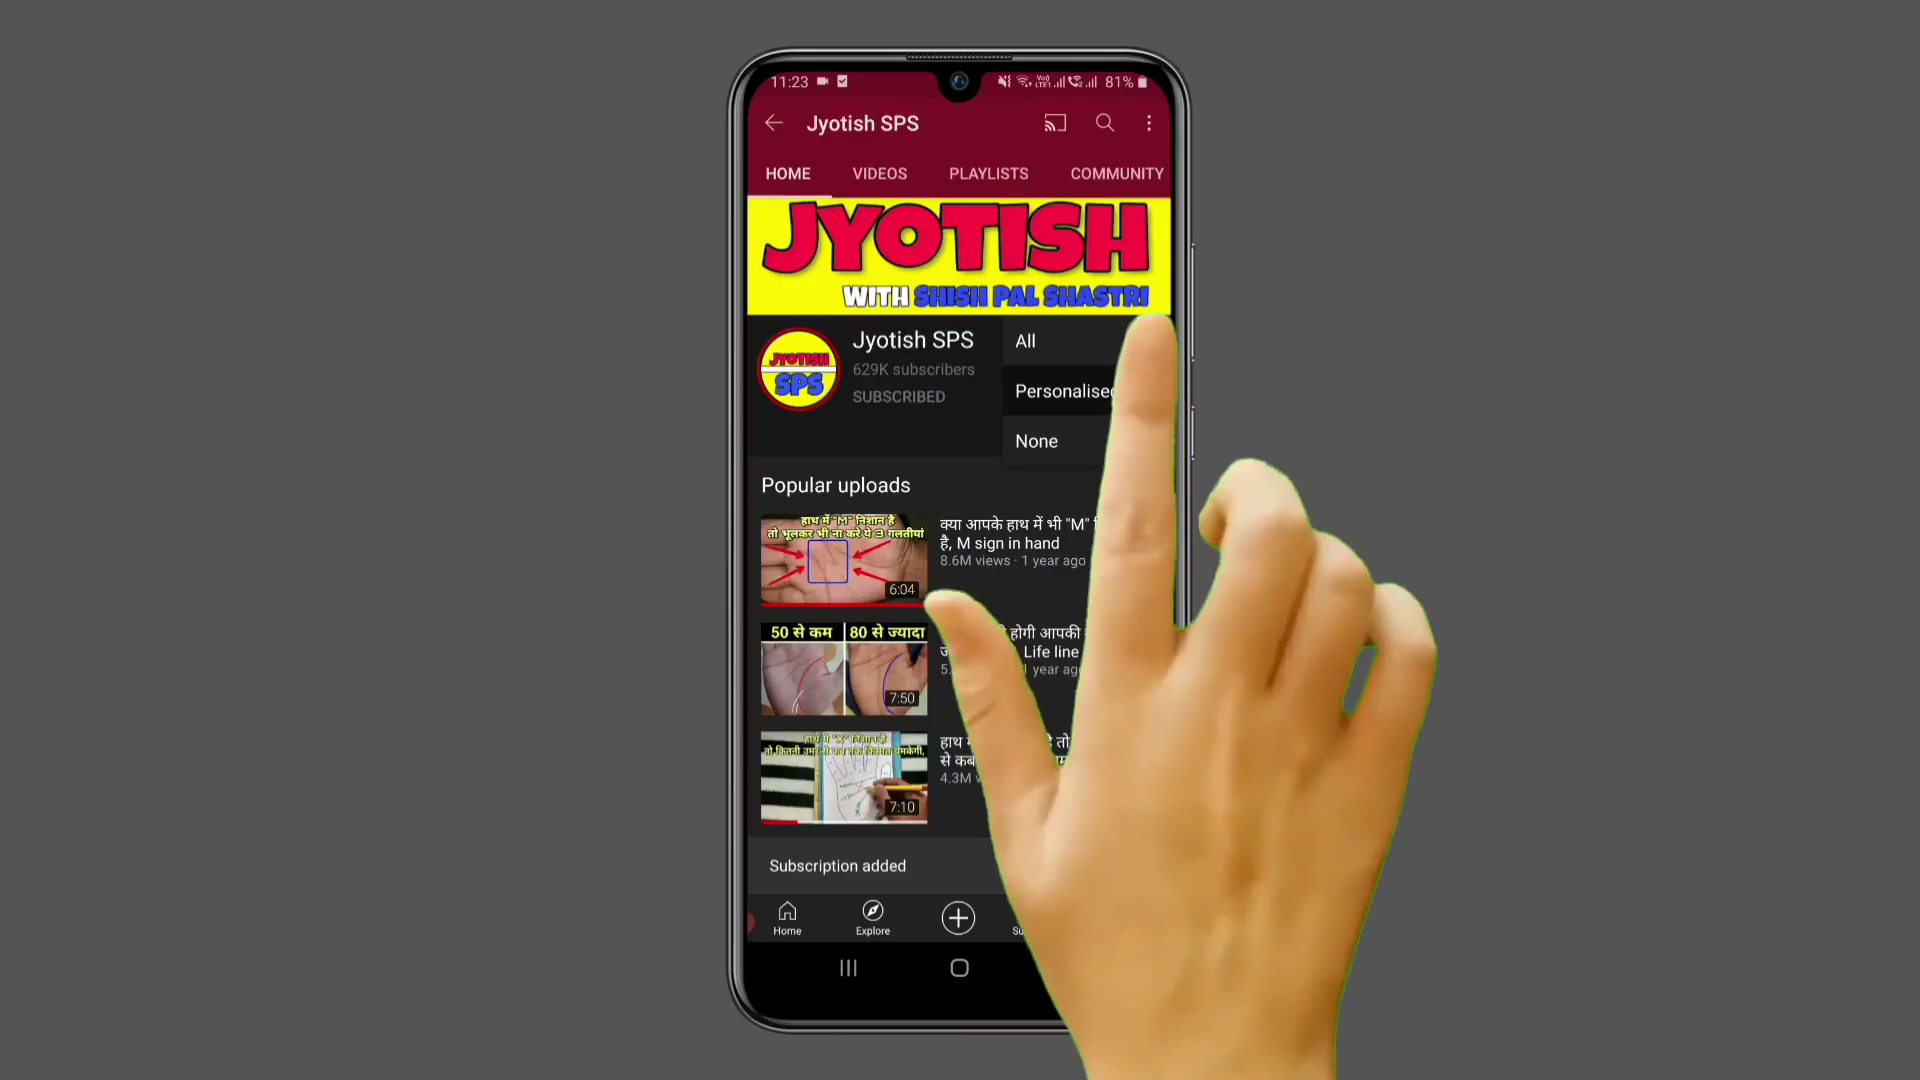 11:23
81%
Jyotish SPS
HOME VIDEOS PLAYLISTS COMMUNITY
JYOTISH
WITH SHISH PAL SHASTRI
JYOTISH
SPS
Jyotish SPS
629K subscribers
SUBSCRIBED
All
Personalised
None
Popular uploads
हाथ में "M" निशान है
तो भूलकर भी ना करे ये 3 गलतीयां
6:04
क्या आपके हाथ में भी "M"
है, M sign in hand
8.6M views · 1 year ago
50 से कम 80 से ज्यादा
7:50
होगी आपकी
Life line
1 year ago
हाथ में "X" निशान है
7:10
हाथ
तो
से कब
4.3M
Subscription added
Home Explore